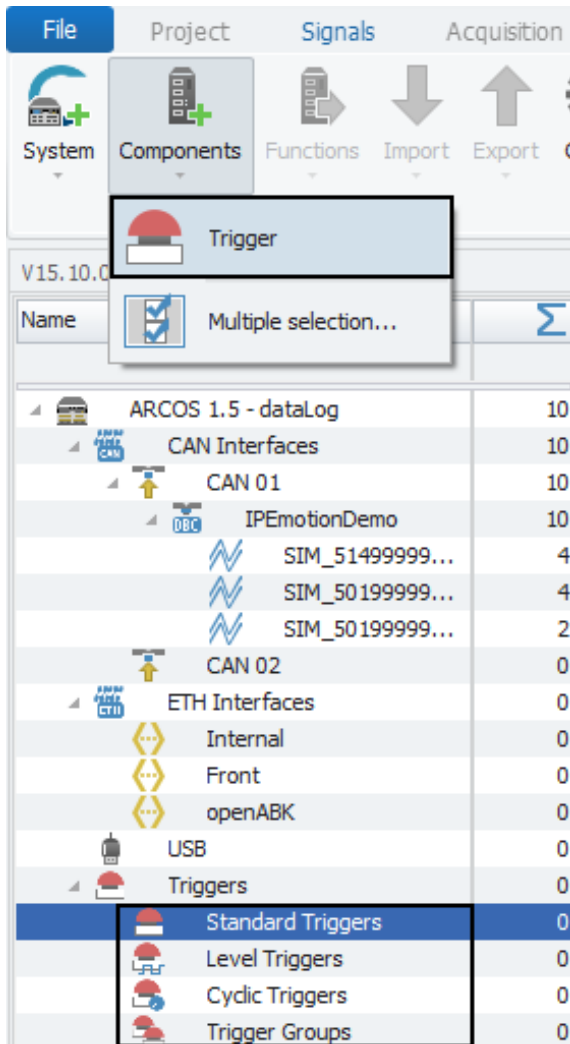 File Project Signals Acquisition
System Components Functions Import Export
Trigger
V15.10.0
Multiple selection...
Name Σ
ARCOS 1.5 - dataLog 10
CAN Interfaces 10
CAN 01 10
DBC IPEmotionDemo 10
SIM_51499999... 4
SIM_50199999... 4
SIM_50199999... 2
CAN 02 0
ETH Interfaces 0
Internal 0
Front 0
openABK 0
USB 0
Triggers 0
Standard Triggers 0
Level Triggers 0
Cyclic Triggers 0
Trigger Groups 0